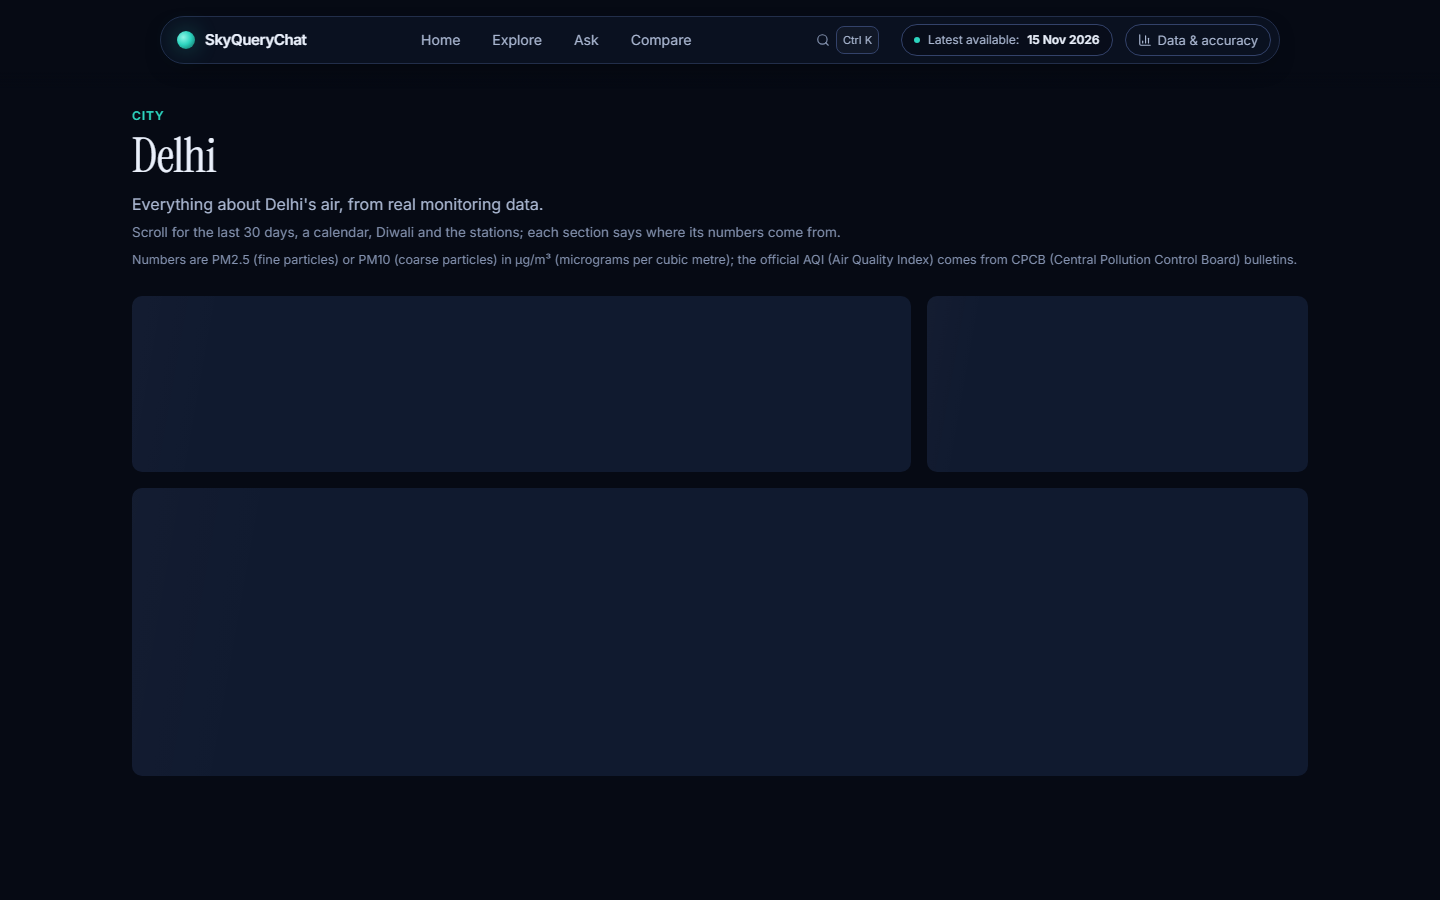 SkyQueryChat Home Explore Ask Compare Ctrl K Latest available: 15 Nov 2026 Data & accuracy
CITY
Delhi
Everything about Delhi's air, from real monitoring data.
Scroll for the last 30 days, a calendar, Diwali and the stations; each section says where its numbers come from.
Numbers are PM2.5 (fine particles) or PM10 (coarse particles) in µg/m³ (micrograms per cubic metre); the official AQI (Air Quality Index) comes from CPCB (Central Pollution Control Board) bulletins.